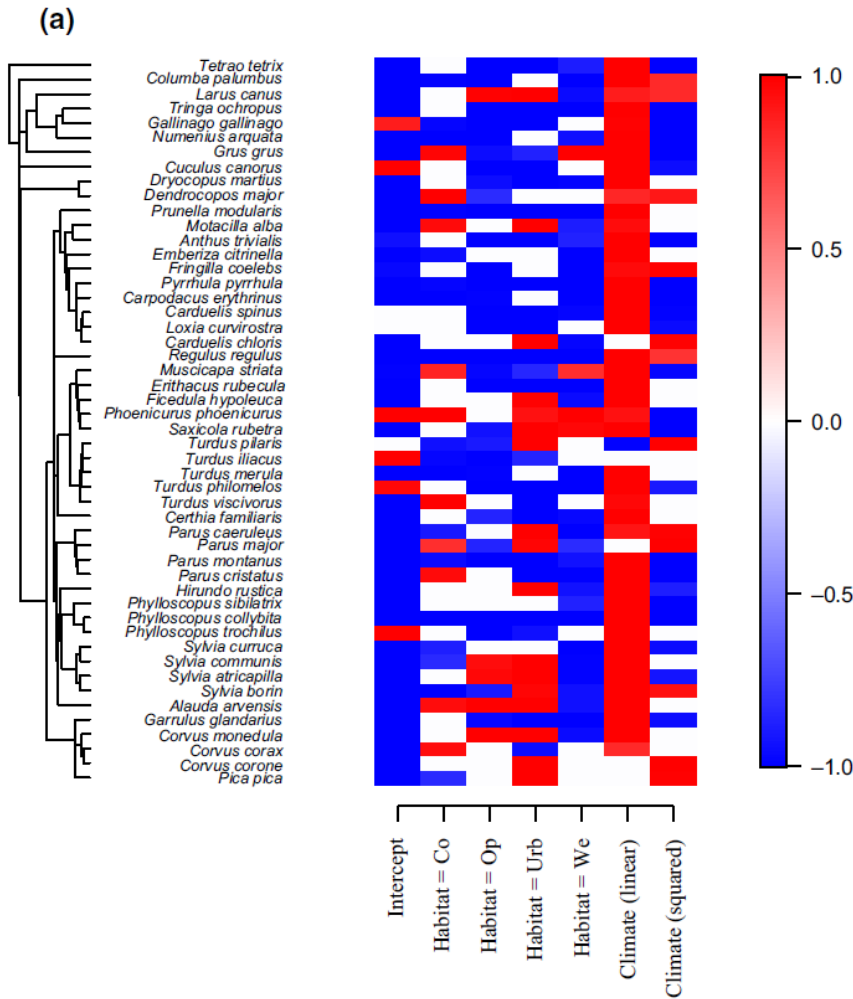 (a)
Tetrao tetrix
Columba palumbus
Larus canus
Tringa ochropus
Gallinago gallinago
Numenius arquata
Grus grus
Cuculus canorus
Dryocopus martius
Dendrocopos major
Prunella modularis
Motacilla alba
Anthus trivialis
Emberiza citrinella
Fringilla coelebs
Pyrrhula pyrrhula
Carpodacus erythrinus
Carduelis spinus
Loxia curvirostra
Carduelis chloris
Regulus regulus
Muscicapa striata
Erithacus rubecula
Ficedula hypoleuca
Phoenicurus phoenicurus
Saxicola rubetra
Turdus pilaris
Turdus iliacus
Turdus merula
Turdus philomelos
Turdus viscivorus
Certhia familiaris
Parus caeruleus
Parus major
Parus montanus
Parus cristatus
Hirundo rustica
Phylloscopus sibilatrix
Phylloscopus collybita
Phylloscopus trochilus
Sylvia curruca
Sylvia communis
Sylvia atricapilla
Sylvia borin
Alauda arvensis
Garrulus glandarius
Corvus monedula
Corvus corax
Corvus corone
Pica pica
Intercept
Habitat = Co
Habitat = Op
Habitat = Urb
Habitat = We
Climate (linear)
Climate (squared)
1.0
0.5
0.0
–0.5
–1.0